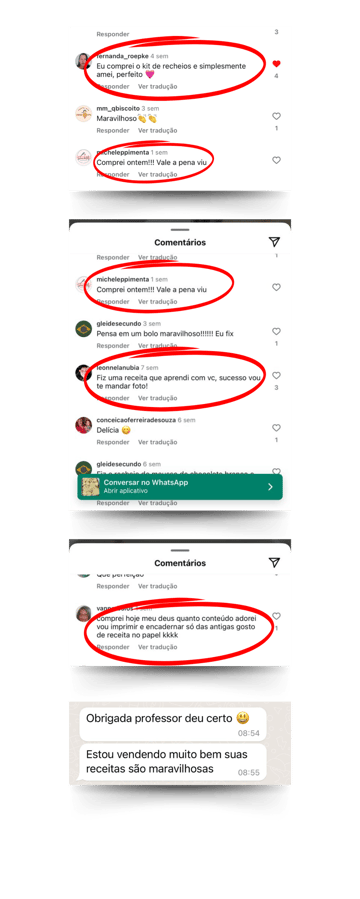 Responder
3
fernanda_roepke 4 sem
Eu comprei o kit de recheios e simplesmente
amei, perfeito 💗
4
Responder Ver tradução
mm_qbiscoito 3 sem
Maravilhoso👏👏
1
Responder Ver tradução
micheleppimenta 1 sem
Comprei ontem!!! Vale a pena viu
Responder Ver tradução
Comentários
Responder Ver tradução
1
micheleppimenta 1 sem
Comprei ontem!!! Vale a pena viu
Responder Ver tradução
gleidesecundo 3 sem
Pensa em um bolo maravilhoso!!!!!! Eu fix
1
Responder Ver tradução
leonnelanubia 7 sem
Fiz uma receita que aprendi com vc, sucesso vou
te mandar foto!
3
Responder Ver tradução
conceicaoferreiradesouza 6 sem
Delícia 😋
1
Responder Ver tradução
gleidesecundo 6 sem
Conversar no WhatsApp
Abrir aplicativo
Responder Ver tradução
Comentários
Que perfeição
Responder Ver tradução
comprei hoje meu deus quanto conteúdo adorei
vou imprimir e encadernar só das antigas gosto
de receita no papel kkkk
1
Responder Ver tradução
Obrigada professor deu certo 😃
08:54
Estou vendendo muito bem suas
receitas são maravilhosas
08:55